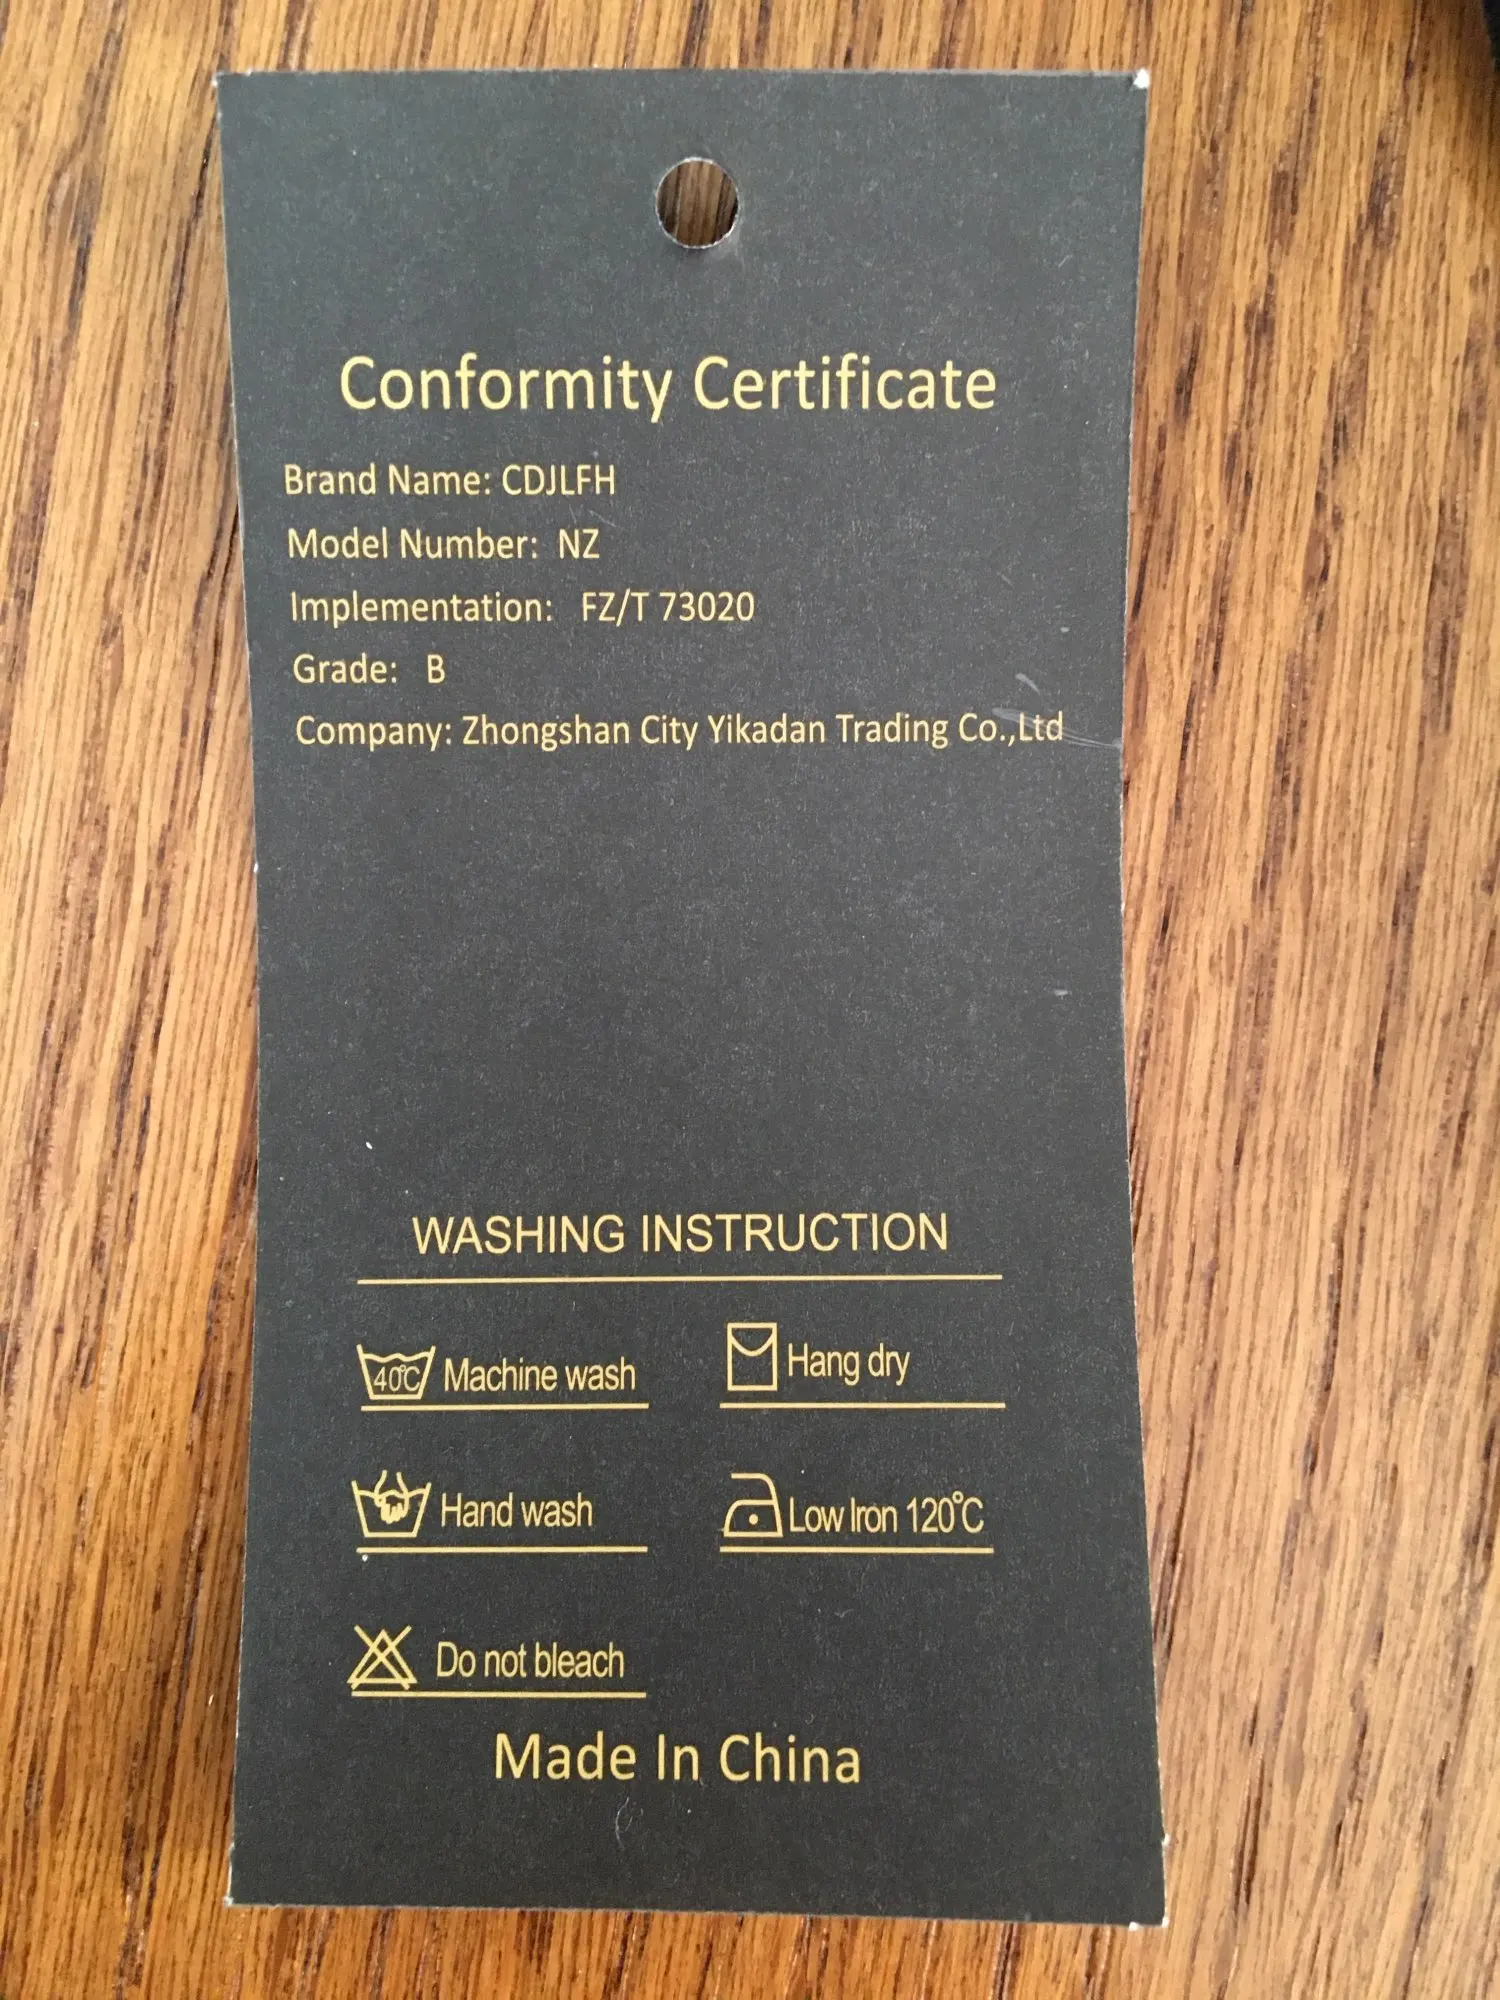 Conformity Certificate
Brand Name: CDJLFH
Model Number: NZ
Implementation: FZ/T 73020
Grade: B
Company: Zhongshan City Yikadan Trading Co.,Ltd
WASHING INSTRUCTION
40℃ Machine wash
Hang dry
Hand wash
Low Iron 120℃
Do not bleach
Made In China